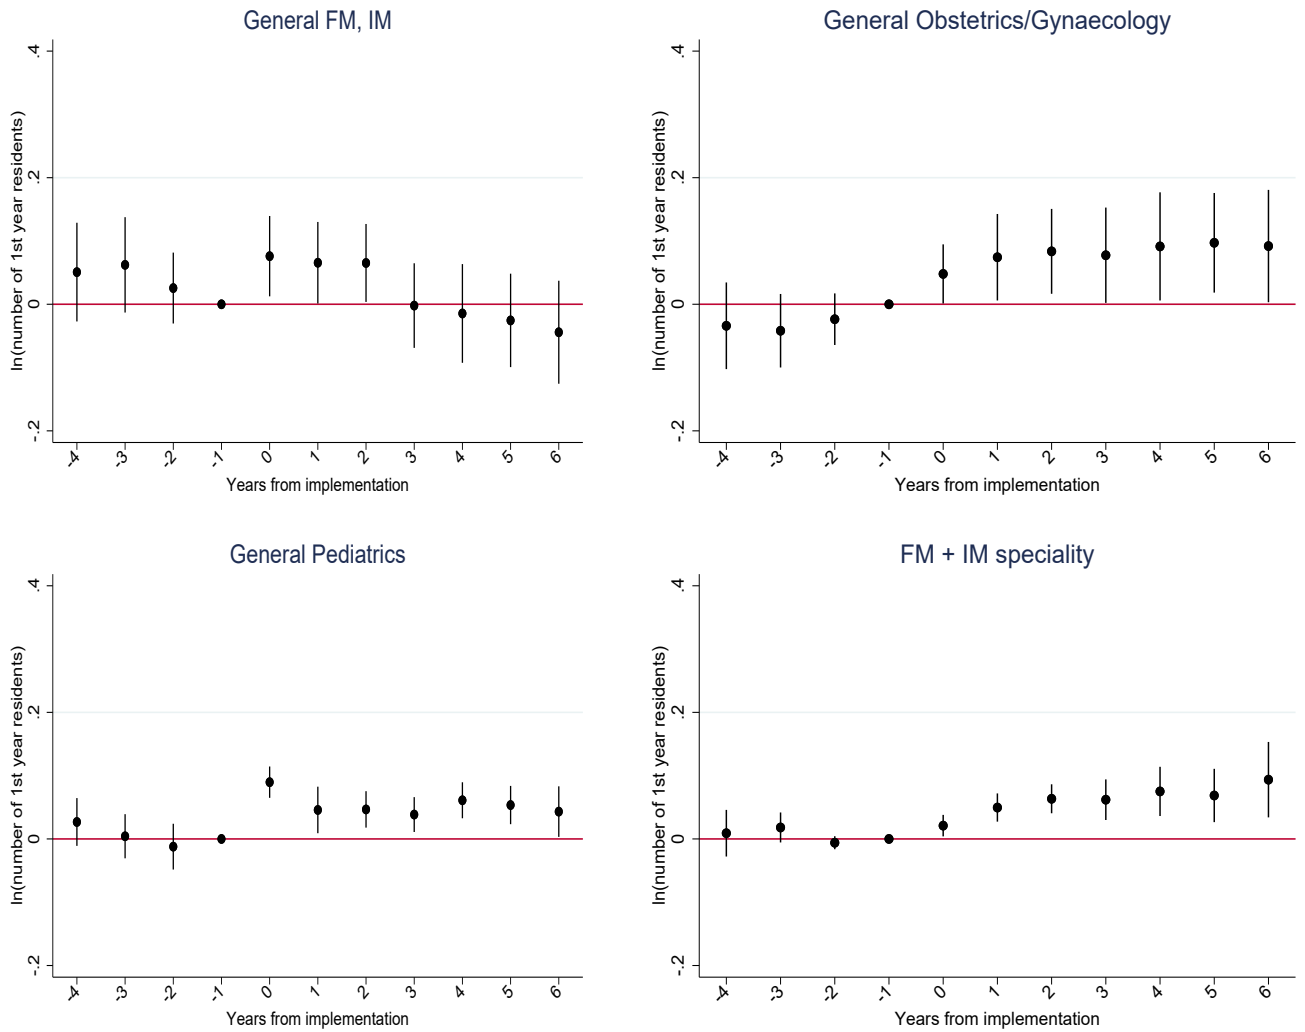 General FM, IM
ln(number of 1st year residents)
.4
.2
0
-.2
-4 -3 -2 -1 0 1 2 3 4 5 6
Years from implementation
General Obstetrics/Gynaecology
ln(number of 1st year residents)
.4
.2
0
-.2
-4 -3 -2 -1 0 1 2 3 4 5 6
Years from implementation
General Pediatrics
ln(number of 1st year residents)
.4
.2
0
-.2
-4 -3 -2 -1 0 1 2 3 4 5 6
Years from implementation
FM + IM speciality
ln(number of 1st year residents)
.4
.2
0
-.2
-4 -3 -2 -1 0 1 2 3 4 5 6
Years from implementation